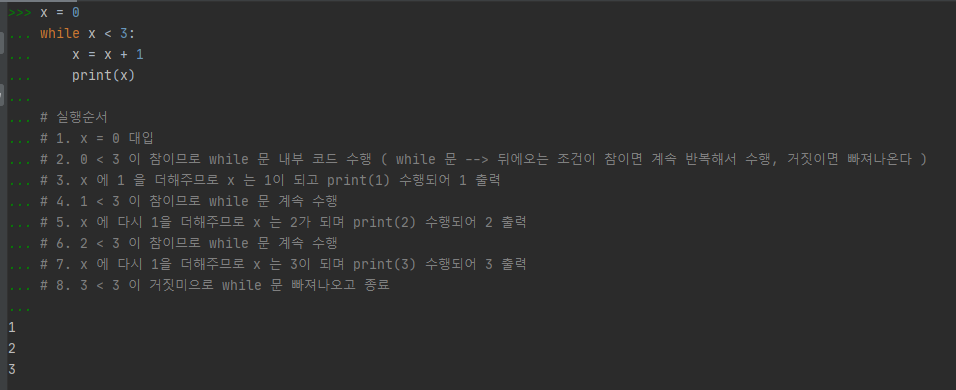 >>> x = 0
... while x < 3:
...     x = x + 1
...     print(x)
...
... # 실행순서
... # 1. x = 0 대입
... # 2. 0 < 3 이 참이므로 while 문 내부 코드 수행 ( while 문 --> 뒤에오는 조건이 참이면 계속 반복해서 수행, 거짓이면 빠져나온다 )
... # 3. x 에 1 을 더해주므로 x 는 1이 되고 print(1) 수행되어 1 출력
... # 4. 1 < 3 이 참이므로 while 문 계속 수행
... # 5. x 에 다시 1을 더해주므로 x 는 2가 되며 print(2) 수행되어 2 출력
... # 6. 2 < 3 이 참이므로 while 문 계속 수행
... # 7. x 에 다시 1을 더해주므로 x 는 3이 되며 print(3) 수행되어 3 출력
... # 8. 3 < 3 이 거짓미으로 while 문 빠져나오고 종료
...
1
2
3